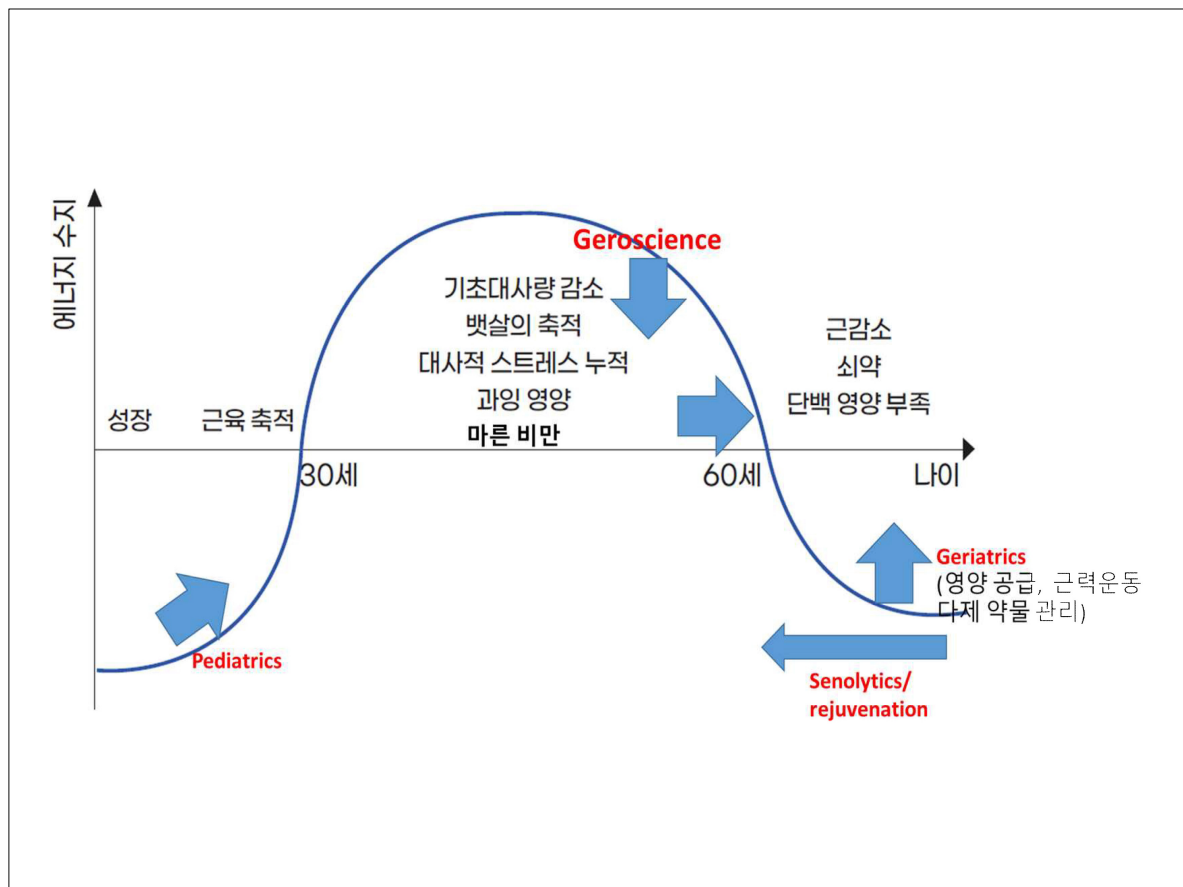 에너지 수지
Geroscience
기초대사량 감소
뱃살의 축적
대사적 스트레스 누적
과잉 영양
마른 비만
근감소
쇠약
단백 영양 부족
성장
근육 축적
30세
60세
나이
Pediatrics
Geriatrics
(영양 공급, 근력운동
다제 약물 관리)
Senolytics/
rejuvenation